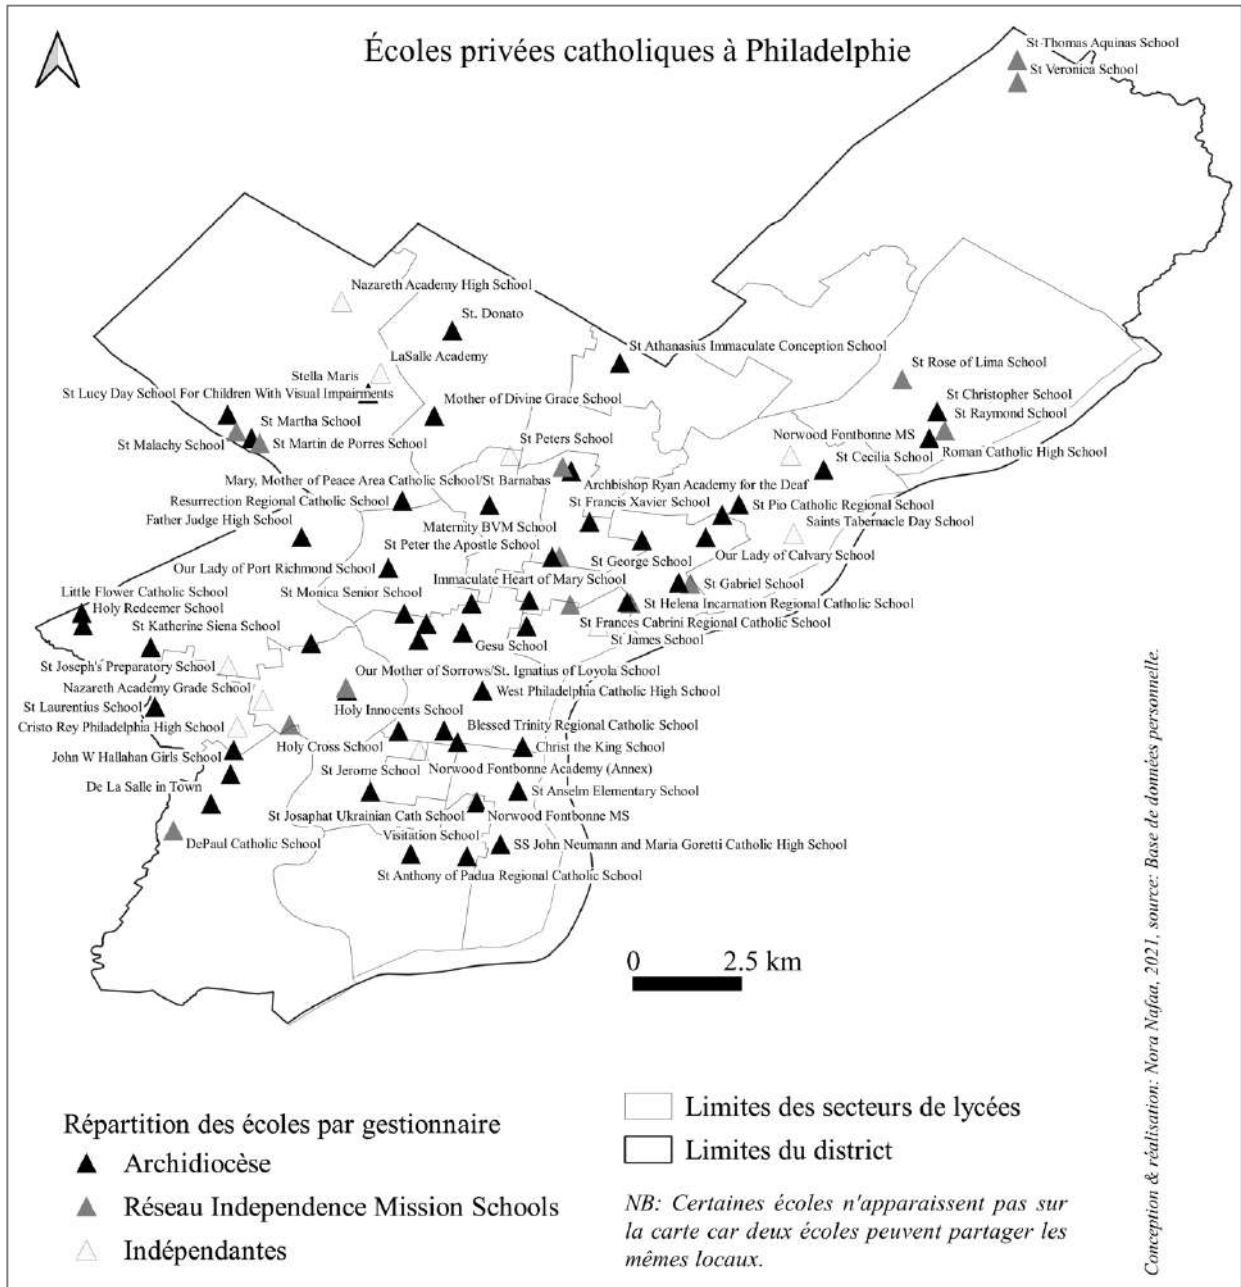 Écoles privées catholiques à Philadelphie
St Thomas Aquinas School
St Veronica School
Nazareth Academy High School
St. Donato
St Athanasius Immaculate Conception School
LaSalle Academy
St Rose of Lima School
Stella Maris
St Lucy Day School For Children With Visual Impairments
Mother of Divine Grace School
St Christopher School
St Raymond School
St Martha School
St Malachy School
St Martin de Porres School
St Peters School
Norwood Fontbonne MS
Roman Catholic High School
St Cecilia School
Mary, Mother of Peace Area Catholic School/St Barnabas
Archbishop Ryan Academy for the Deaf
Resurrection Regional Catholic School
St Francis Xavier School
St Pio Catholic Regional School
Father Judge High School
Maternity BVM School
Saints Tabernacle Day School
St Peter the Apostle School
St George School
Our Lady of Calvary School
Our Lady of Port Richmond School
Immaculate Heart of Mary School
St Gabriel School
Little Flower Catholic School
St Monica Senior School
Holy Redeemer School
St Helena Incarnation Regional Catholic School
St Katherine Siena School
St Frances Cabrini Regional Catholic School
Gesu School
St James School
St Joseph's Preparatory School
Our Mother of Sorrows/St. Ignatius of Loyola School
Nazareth Academy Grade School
West Philadelphia Catholic High School
St Laurentius School
Holy Innocents School
Cristo Rey Philadelphia High School
Blessed Trinity Regional Catholic School
Holy Cross School
Christ the King School
John W Hallahan Girls School
St Jerome School
Norwood Fontbonne Academy (Annex)
De La Salle in Town
St Anselm Elementary School
St Josaphat Ukrainian Cath School
Norwood Fontbonne MS
Visitation School
DePaul Catholic School
SS John Neumann and Maria Goretti Catholic High School
St Anthony of Padua Regional Catholic School
0 2.5 km
Répartition des écoles par gestionnaire
Archidiocèse
Réseau Independence Mission Schools
Indépendantes
Limites des secteurs de lycées
Limites du district
NB: Certaines écoles n'apparaissent pas sur
la carte car deux écoles peuvent partager les
mêmes locaux.
Conception & réalisation: Nora Nafaa, 2021, source: Base de données personnelle.